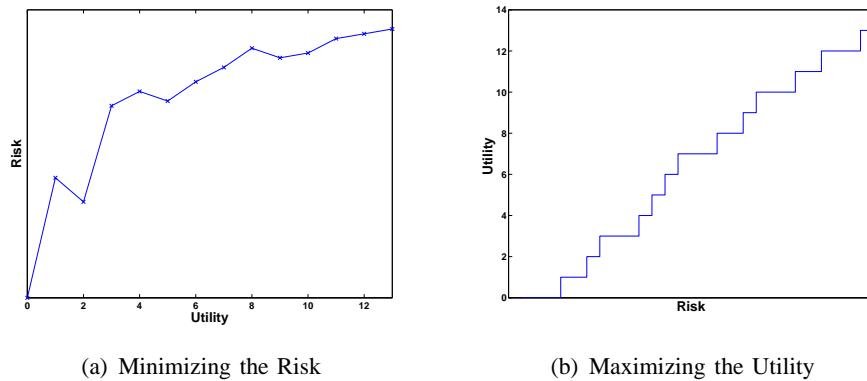 Risk
0 2 4 6 8 10 12
Utility
(a) Minimizing the Risk
14
12
10
8
6
4
2
0
Utility
Risk
(b) Maximizing the Utility